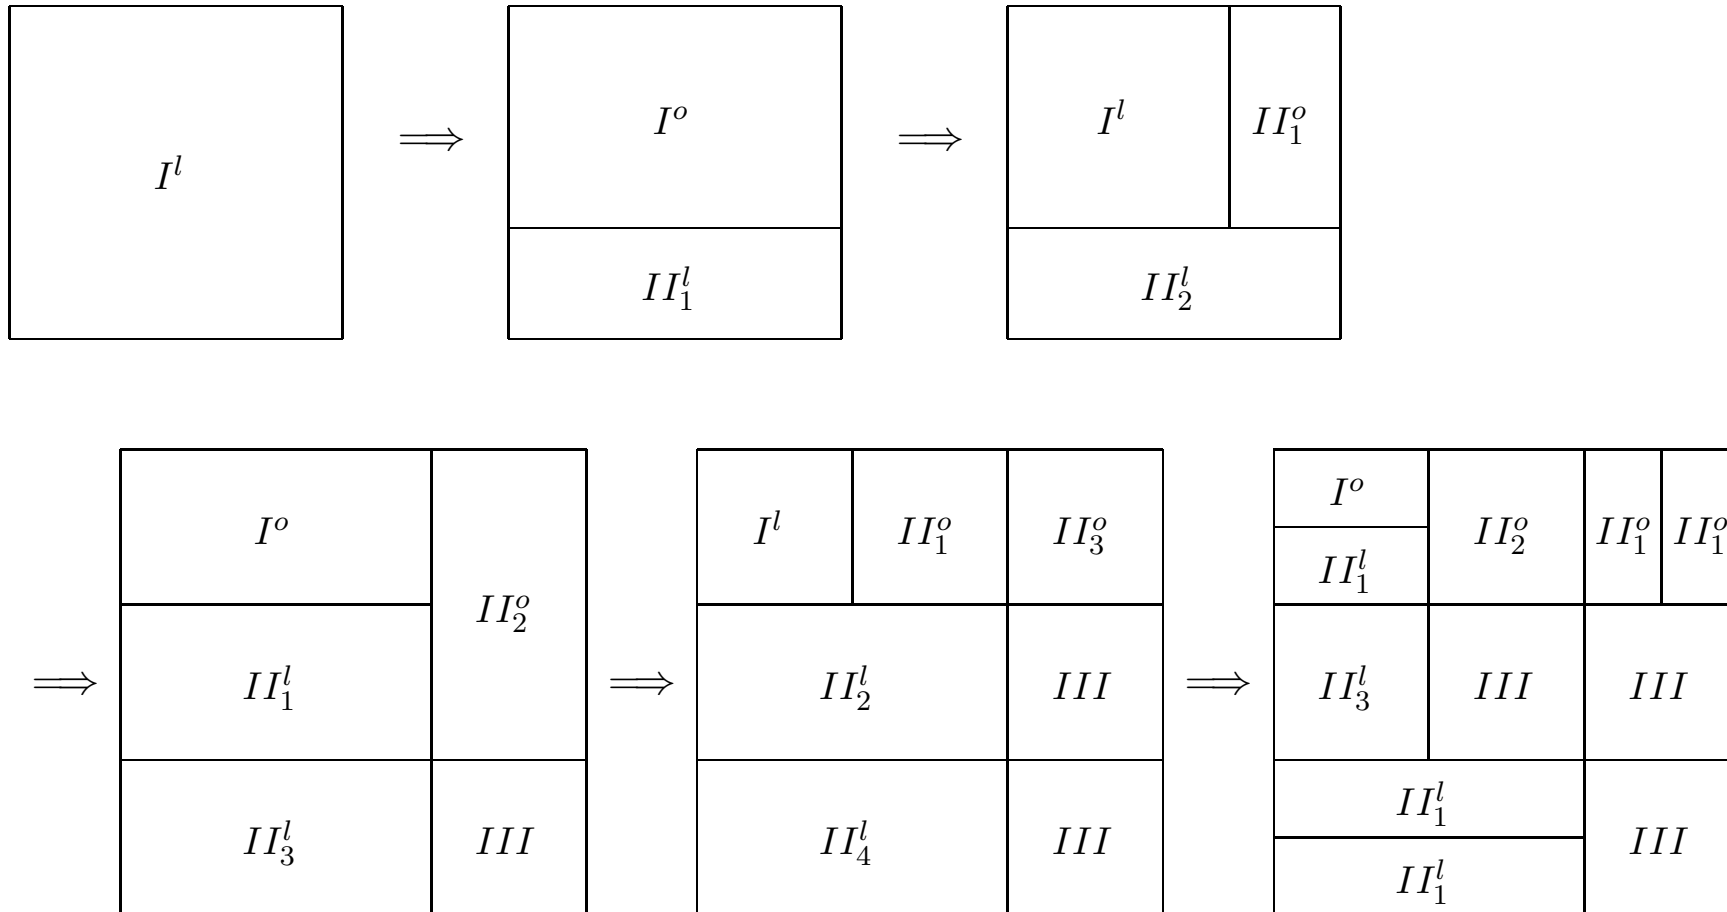 $I^l$ ⟹ $I^o$ ⟹ $I^l$ $II_1^o$
$II_1^l$ $II_2^l$
$I^o$ $I^l$ $II_1^o$ $II_3^o$ $I^o$ $II_2^o$ $II_1^o$ $II_1^o$
$II_2^o$ $II_1^l$
⟹ $II_1^l$ ⟹ $II_2^l$ $III$ ⟹ $II_3^l$ $III$ $III$
$II_3^l$ $III$ $II_4^l$ $III$ $II_1^l$ $III$
$II_1^l$